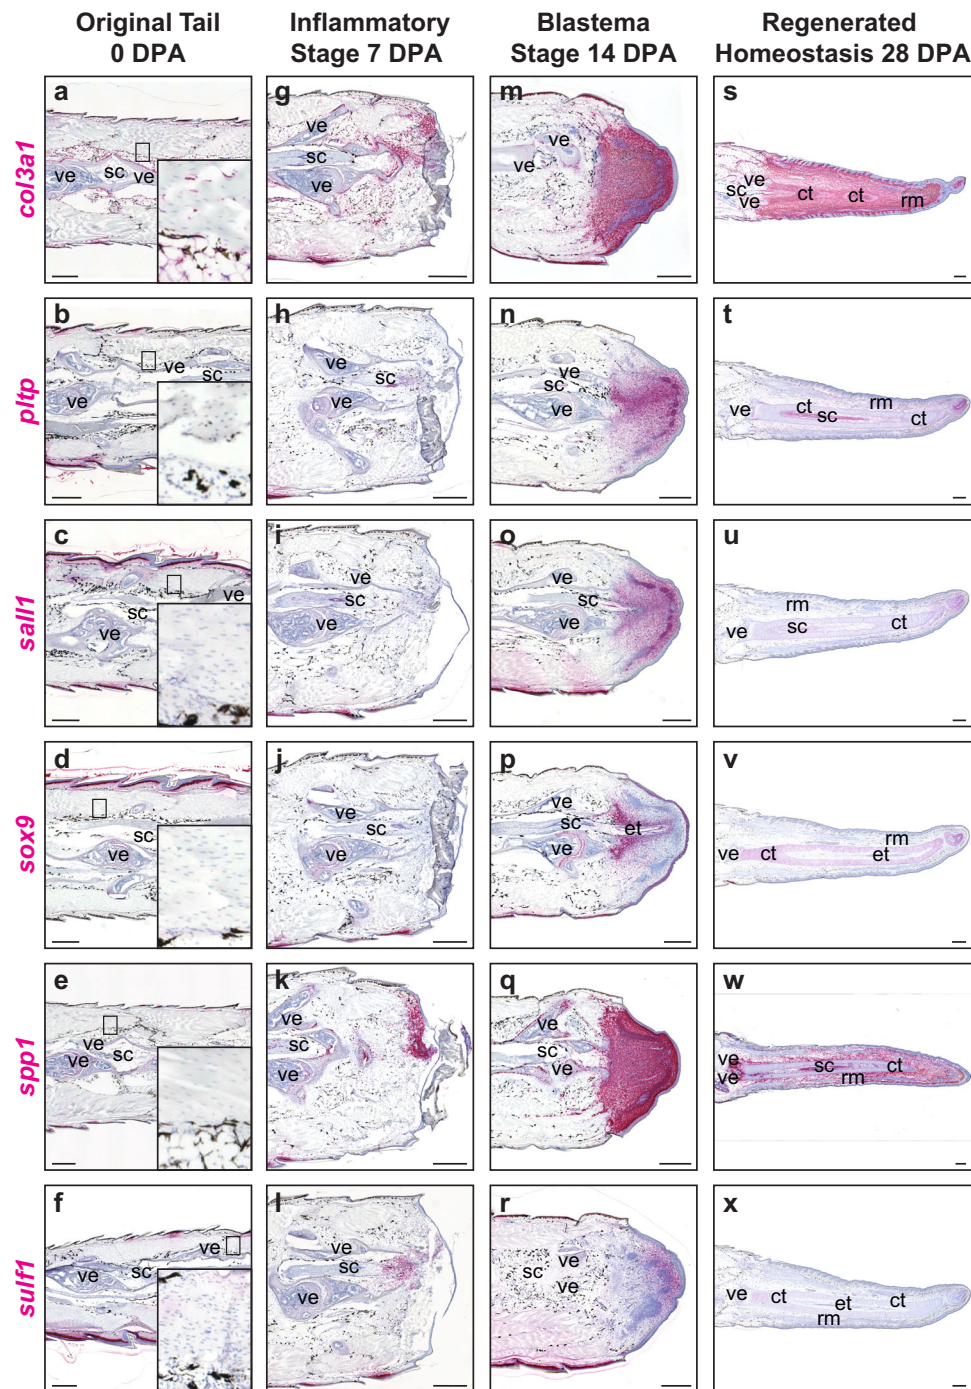 Original Tail
0 DPA
Inflammatory
Stage 7 DPA
Blastema
Stage 14 DPA
Regenerated
Homeostasis 28 DPA
col3a1
a
ve
sc
ve
g
ve
sc
ve
m
ve
ve
s
sc
ve
ve
ct
ct
rm
pltp
b
ve
ve
sc
h
ve
sc
ve
n
ve
sc
ve
t
ve
ct
sc
rm
ct
sall1
c
ve
sc
ve
i
ve
sc
ve
o
ve
sc
ve
u
rm
ve
sc
ct
sox9
d
sc
ve
j
ve
sc
ve
p
ve
sc
et
ve
v
rm
ve
ct
et
spp1
e
ve
ve
sc
k
ve
sc
ve
q
ve
sc
ve
w
ve
ve
sc
ct
rm
sulf1
f
ve
sc
ve
l
ve
sc
ve
r
ve
sc
ve
x
ve
ct
et
ct
rm